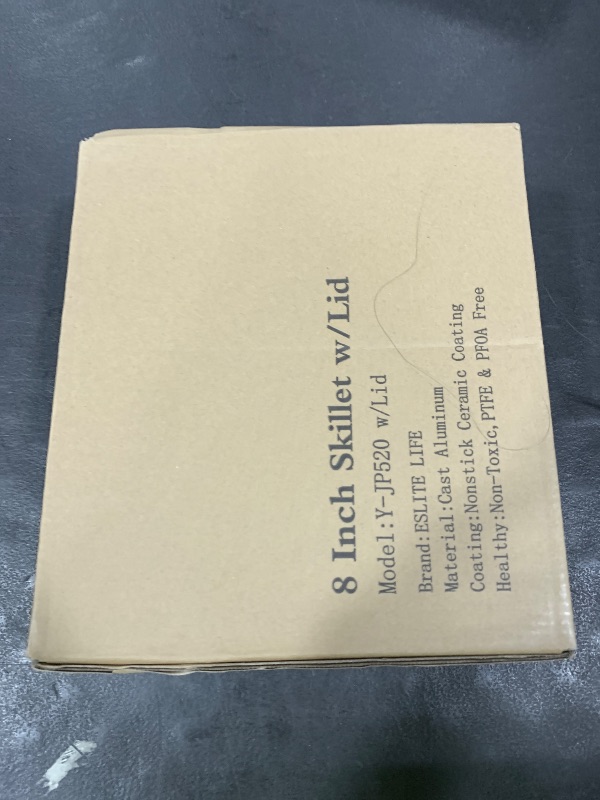 8 Inch Skillet w/Lid
Model:Y-JP520 w/Lid
Brand:ESLITE LIFE
Material:Cast Aluminum
Coating:Nonstick Ceramic Coating
Healthy:Non-Toxic,PTFE & PFOA Free